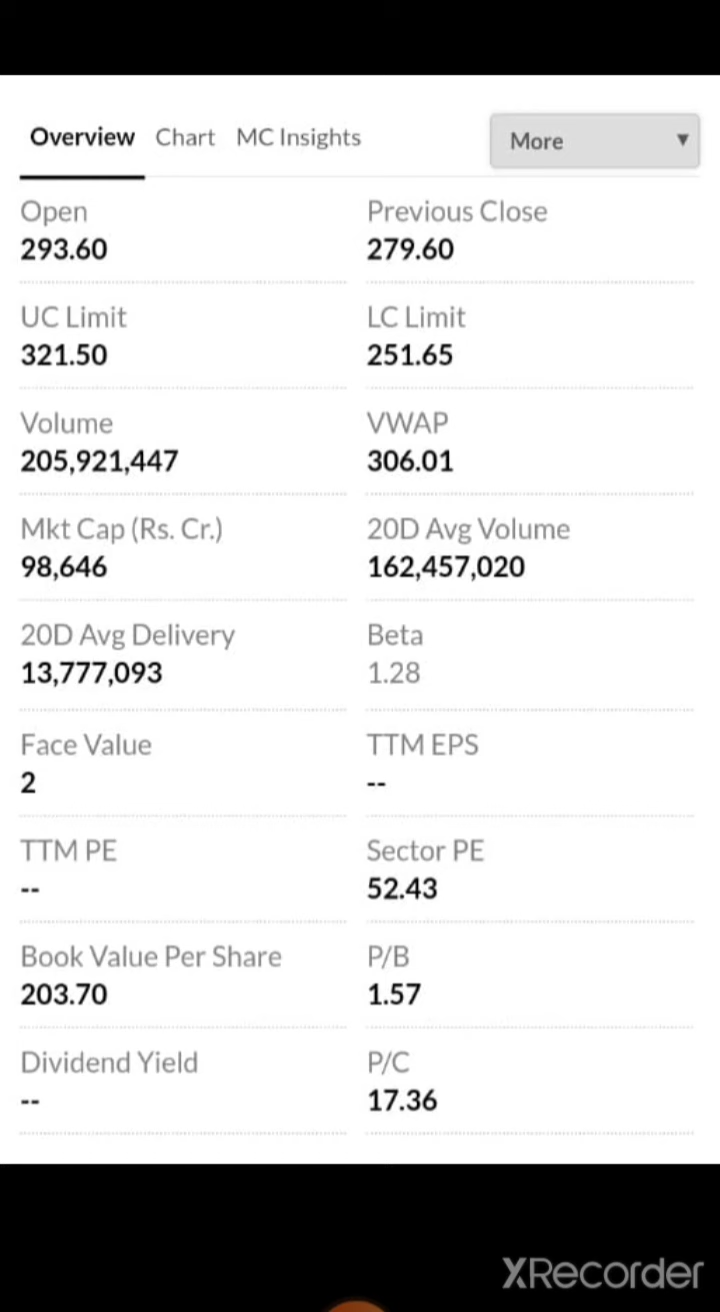 Overview Chart MC Insights More ▼
Open Previous Close
293.60 279.60
UC Limit LC Limit
321.50 251.65
Volume VWAP
205,921,447 306.01
Mkt Cap (Rs. Cr.) 20D Avg Volume
98,646 162,457,020
20D Avg Delivery Beta
13,777,093 1.28
Face Value TTM EPS
2 --
TTM PE Sector PE
-- 52.43
Book Value Per Share P/B
203.70 1.57
Dividend Yield P/C
-- 17.36
XRecorder